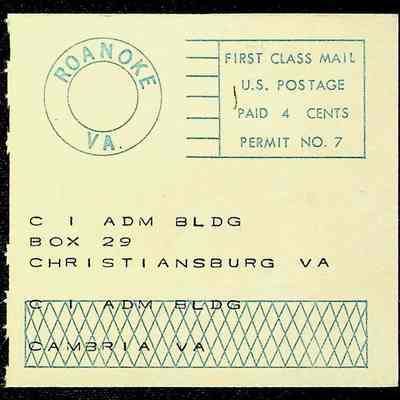 ROANOKE
VA.
FIRST CLASS MAIL
U.S. POSTAGE
PAID 4 CENTS
PERMIT NO. 7
C I ADM BLDG
BOX 29
CHRISTIANSBURG VA
C I ADM BLDG
CAMBRIA VA